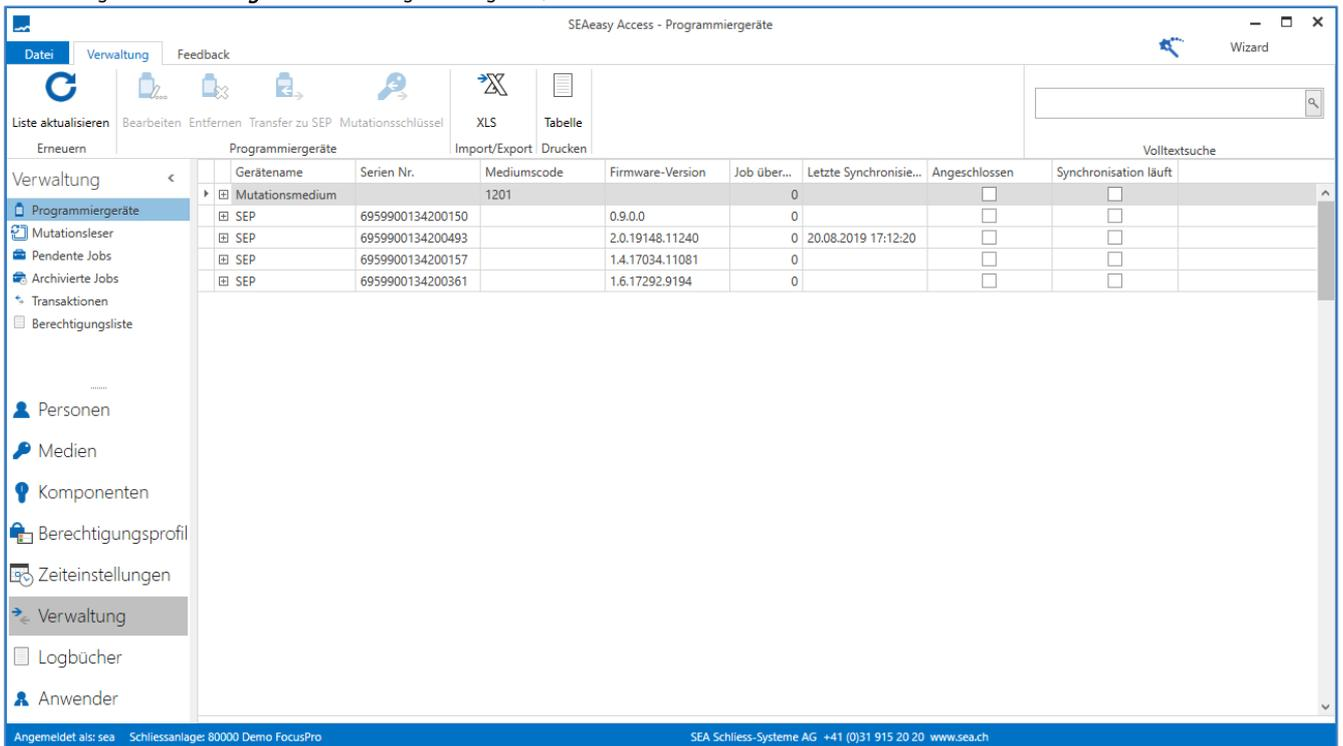 SEAeasy Access - Programmiergeräte
Datei Verwaltung Feedback Wizard
Liste aktualisieren Bearbeiten Entfernen Transfer zu SEP Mutationsschlüssel XLS Tabelle
Erneuern Programmiergeräte Import/Export Drucken Volltextsuche
Verwaltung
Programmiergeräte
Mutationsleser
Pendente Jobs
Archivierte Jobs
Transaktionen
Berechtigungsliste
Personen
Medien
Komponenten
Berechtigungsprofil
Zeiteinstellungen
Verwaltung
Logbücher
Anwender
Gerätename Serien Nr. Mediumscode Firmware-Version Job über... Letzte Synchronisie... Angeschlossen Synchronisation läuft
Mutationsmedium 1201 0
SEP 6959900134200150 0.9.0.0 0
SEP 6959900134200493 2.0.19148.11240 0 20.08.2019 17:12:20
SEP 6959900134200157 1.4.17034.11081 0
SEP 6959900134200361 1.6.17292.9194 0
Angemeldet als: sea Schliessanlage: 80000 Demo FocusPro SEA Schliess-Systeme AG +41 (0)31 915 20 20 www.sea.ch